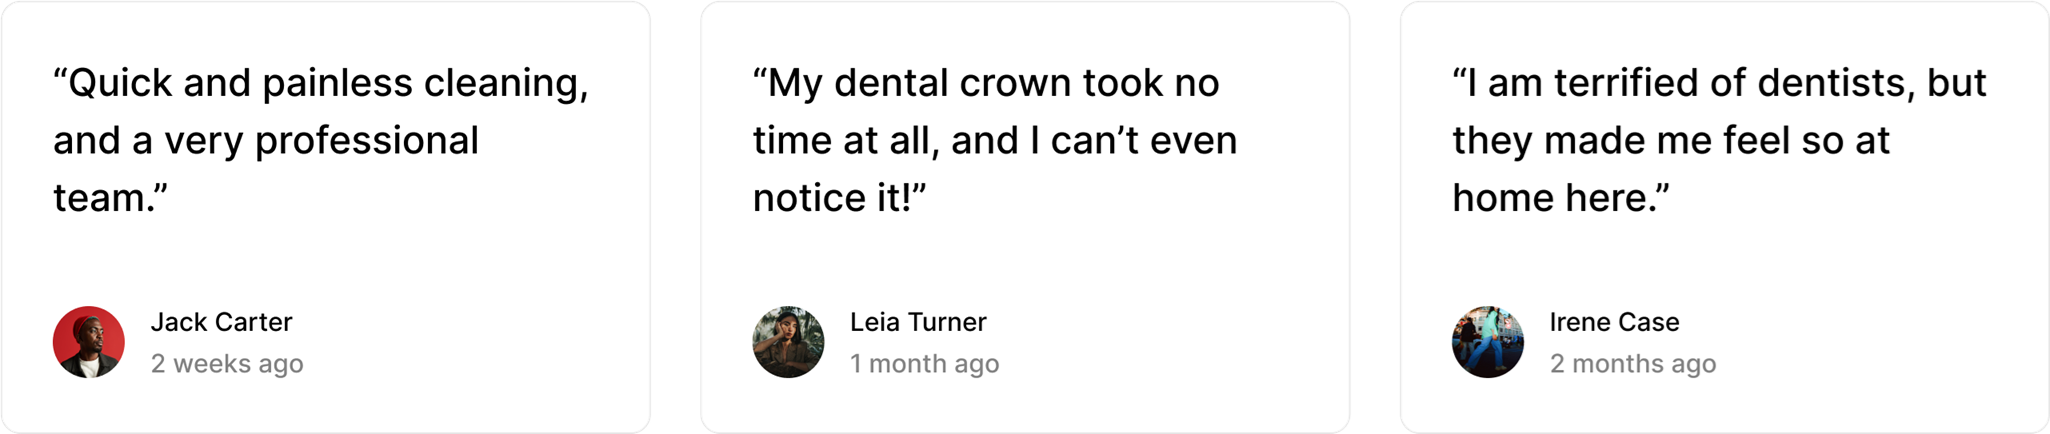 “Quick and painless cleaning,
and a very professional
team.”
Jack Carter
2 weeks ago
“My dental crown took no
time at all, and I can’t even
notice it!”
Leia Turner
1 month ago
“I am terrified of dentists, but
they made me feel so at
home here.”
Irene Case
2 months ago